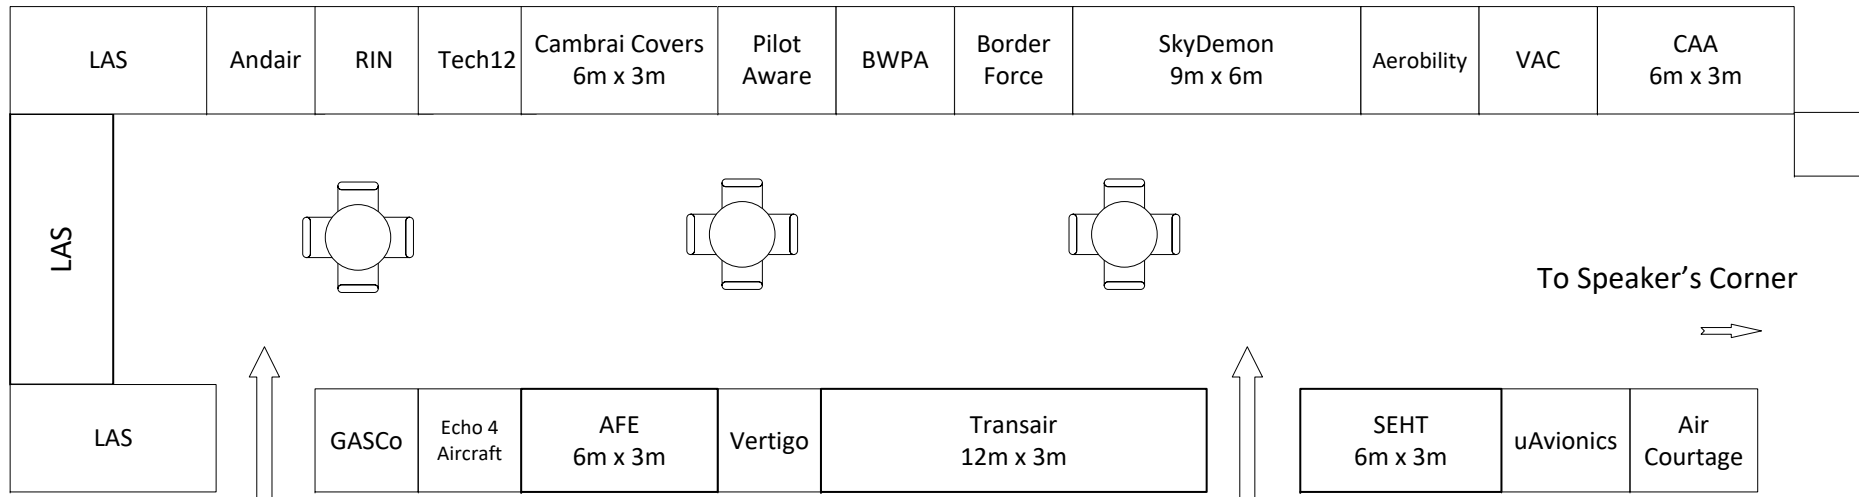 LAS
Andair
RIN
Tech12
Cambrai Covers
6m x 3m
Pilot
Aware
BWPA
Border
Force
SkyDemon
9m x 6m
Aerobility
VAC
CAA
6m x 3m
LAS
To Speaker’s Corner
LAS
GASCo
Echo 4
Aircraft
AFE
6m x 3m
Vertigo
Transair
12m x 3m
SEHT
6m x 3m
uAvionics
Air
Courtage